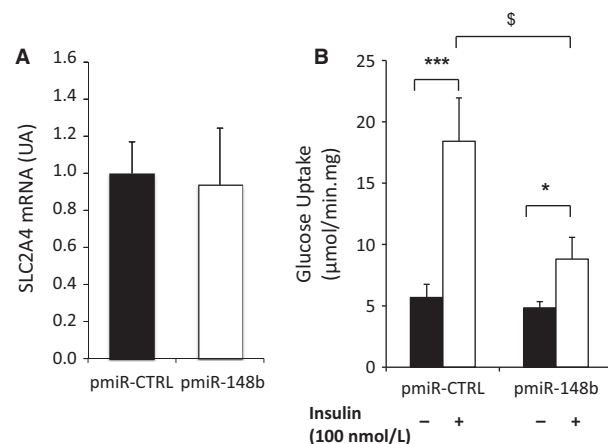 A
SLC2A4 mRNA (UA)
1.6
1.4
1.2
1.0
0.8
0.6
0.4
0.2
0.0
pmiR-CTRL pmiR-148b
B
$
***
*
Glucose Uptake
(µmol/min.mg)
25
20
15
10
5
0
pmiR-CTRL pmiR-148b
Insulin − + − +
(100 nmol/L)